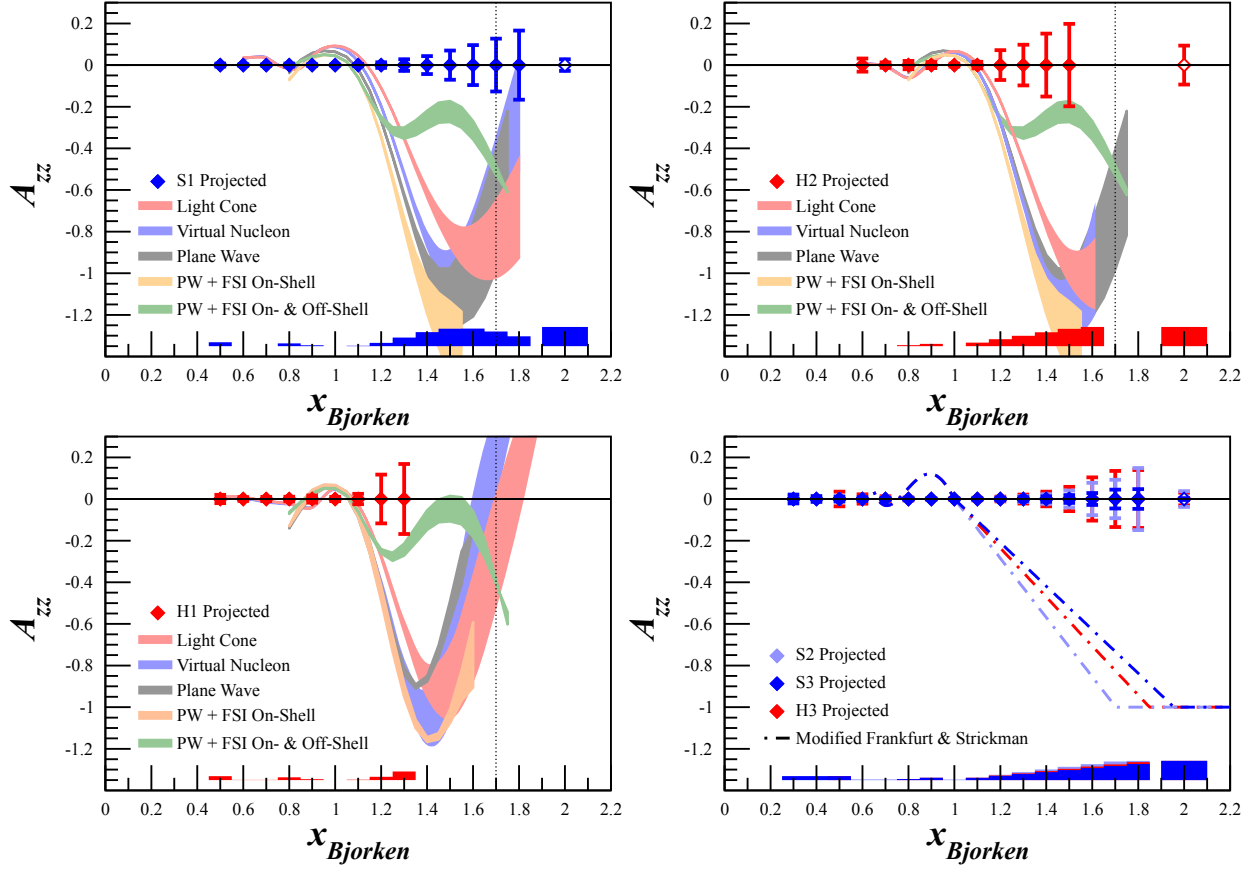 0.2
0
-0.2
-0.4
-0.6
-0.8
-1
-1.2
A_zz
S1 Projected
Light Cone
Virtual Nucleon
Plane Wave
PW + FSI On-Shell
PW + FSI On- & Off-Shell
0 0.2 0.4 0.6 0.8 1 1.2 1.4 1.6 1.8 2 2.2
x_Bjorken
0.2
0
-0.2
-0.4
-0.6
-0.8
-1
-1.2
A_zz
H2 Projected
Light Cone
Virtual Nucleon
Plane Wave
PW + FSI On-Shell
PW + FSI On- & Off-Shell
0 0.2 0.4 0.6 0.8 1 1.2 1.4 1.6 1.8 2 2.2
x_Bjorken
0.2
0
-0.2
-0.4
-0.6
-0.8
-1
-1.2
A_zz
H1 Projected
Light Cone
Virtual Nucleon
Plane Wave
PW + FSI On-Shell
PW + FSI On- & Off-Shell
0 0.2 0.4 0.6 0.8 1 1.2 1.4 1.6 1.8 2 2.2
x_Bjorken
0.2
0
-0.2
-0.4
-0.6
-0.8
-1
-1.2
A_zz
S2 Projected
S3 Projected
H3 Projected
Modified Frankfurt & Strickman
0 0.2 0.4 0.6 0.8 1 1.2 1.4 1.6 1.8 2 2.2
x_Bjorken